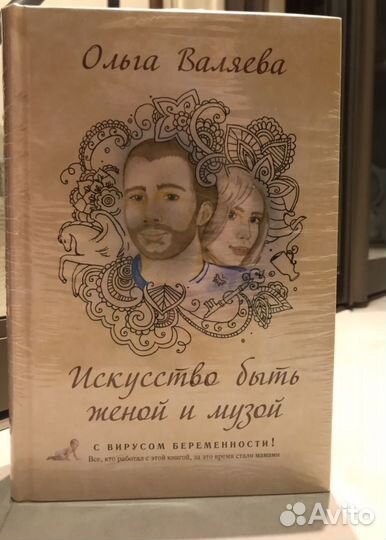 Ольга Валяева
Искусство быть
женой и музой
С ВИРУСОМ БЕРЕМЕННОСТИ!
Все, кто работал с этой книгой, за это время стали мамами
Avito